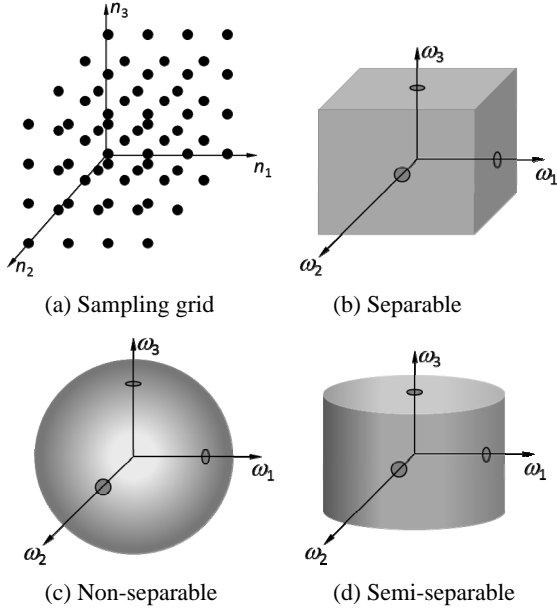 n3
n1
n2
(a) Sampling grid
ω3
ω1
ω2
(b) Separable
ω3
ω1
ω2
(c) Non-separable
ω3
ω1
ω2
(d) Semi-separable